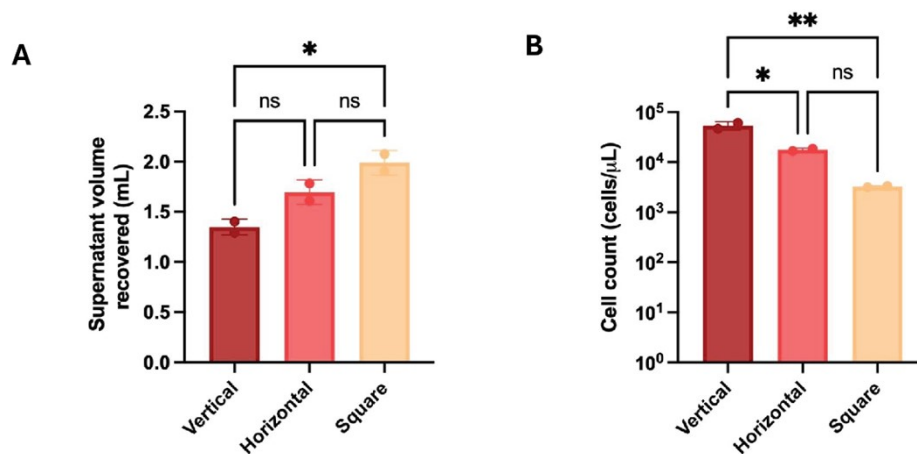 A
*
ns ns
Supernatant volume
recovered (mL)
2.5
2.0
1.5
1.0
0.5
0.0
Vertical
Horizontal
Square
B
**
*
ns
Cell count (cells/μL)
10⁵
10⁴
10³
10²
10¹
10⁰
Vertical
Horizontal
Square